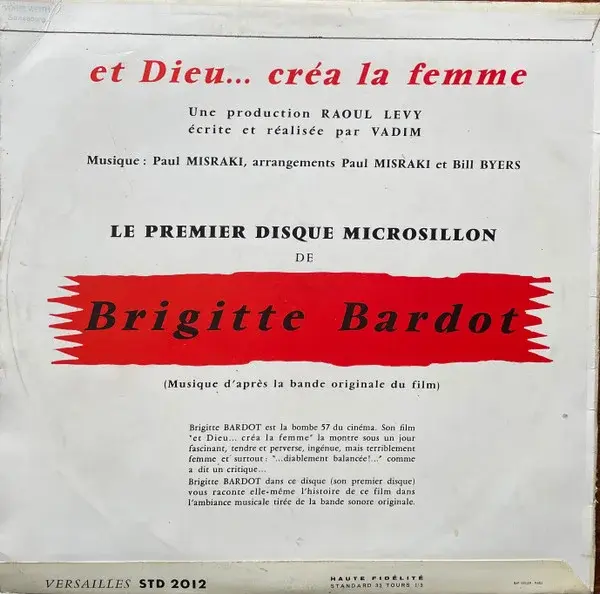 et Dieu... créa la femme
Une production RAOUL LEVY
écrite et réalisée par VADIM
Musique : Paul MISRAKI, arrangements Paul MISRAKI et Bill BYERS
LE PREMIER DISQUE MICROSILLON
DE
Brigitte Bardot
(Musique d'après la bande originale du film)
Brigitte BARDOT est la bombe 57 du cinéma. Son film
"et Dieu... créa la femme" la montre sous un jour
fascinant, tendre et perverse, ingénue, mais terriblement
femme et surtout : "...diablement balancée!..." comme
a dit un critique...
Brigitte BARDOT dans ce disque (son premier disque)
vous raconte elle-même l'histoire de ce film dans
l'ambiance musicale tirée de la bande sonore originale.
VERSAILLES STD 2012
HAUTE FIDÉLITÉ
STANDARD 33 TOURS 1/3